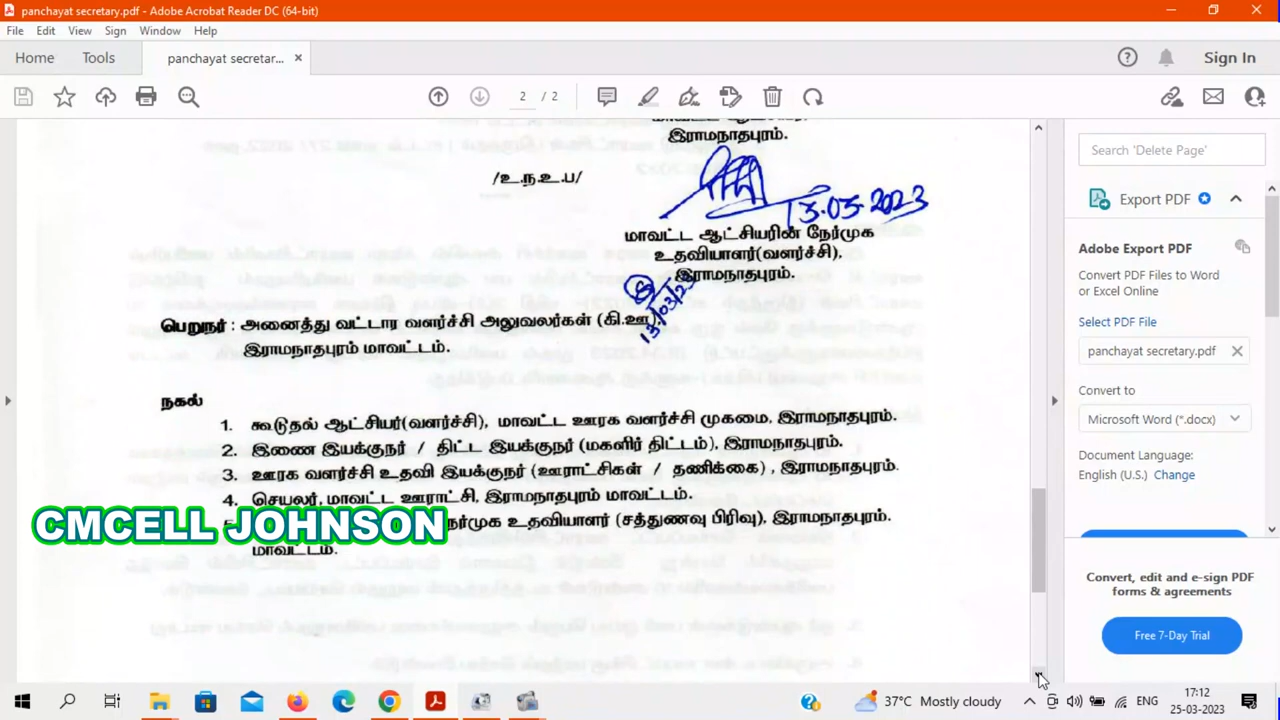 panchayat secretary.pdf - Adobe Acrobat Reader DC (64-bit)
File Edit View Sign Window Help
Home Tools panchayat secretar... × Sign In
2 / 2
இராமநாதபுரம்.
/உ.ந.உ.ப/
13.03.2023
மாவட்ட ஆட்சியரின் நேர்முக
உதவியாளர்(வளர்ச்சி),
இராமநாதபுரம்.
13/03/23
பெறுநர் : அனைத்து வட்டார வளர்ச்சி அலுவலர்கள் (கி.ஊ)
இராமநாதபுரம் மாவட்டம்.
நகல்
1. கூடுதல் ஆட்சியர்(வளர்ச்சி), மாவட்ட ஊரக வளர்ச்சி முகமை, இராமநாதபுரம்.
2. இணை இயக்குநர் / திட்ட இயக்குநர் (மகளிர் திட்டம்), இராமநாதபுரம்.
3. ஊரக வளர்ச்சி உதவி இயக்குநர் (ஊராட்சிகள் / தணிக்கை) , இராமநாதபுரம்.
4. செயலர், மாவட்ட ஊராட்சி, இராமநாதபுரம் மாவட்டம்.
நேர்முக உதவியாளர் (சத்துணவு பிரிவு), இராமநாதபுரம்.
மாவட்டம்.
CMCELL JOHNSON
Search 'Delete Page'
Export PDF
Adobe Export PDF
Convert PDF Files to Word
or Excel Online
Select PDF File
panchayat secretary.pdf ×
Convert to
Microsoft Word (*.docx)
Document Language:
English (U.S.) Change
Convert, edit and e-sign PDF
forms & agreements
Free 7-Day Trial
37°C Mostly cloudy ENG 17:12
25-03-2023